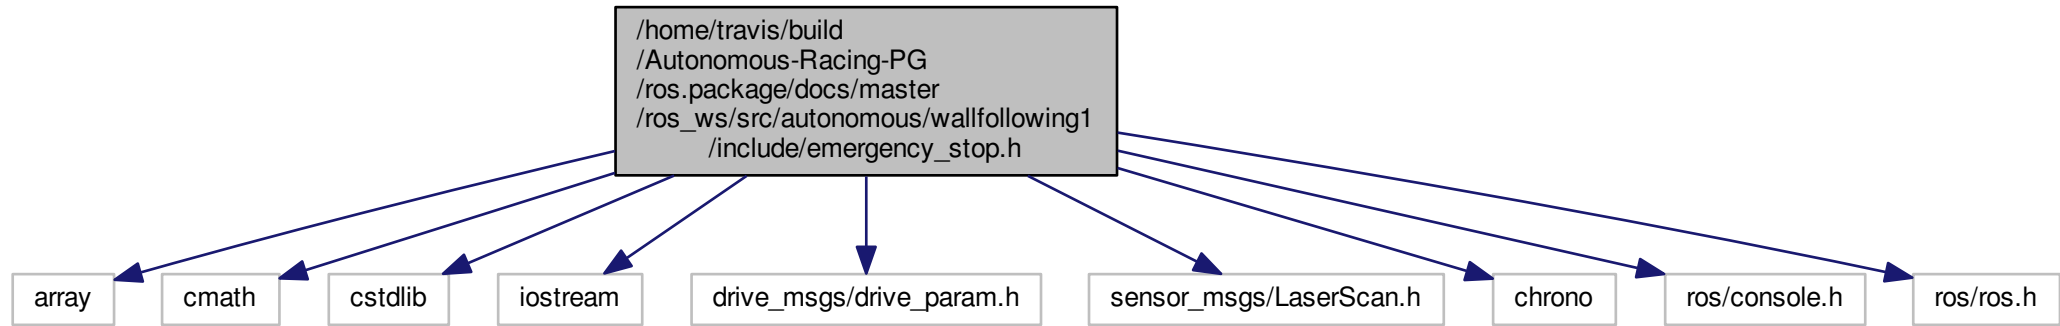 /home/travis/build
/Autonomous-Racing-PG
/ros.package/docs/master
/ros_ws/src/autonomous/wallfollowing1
/include/emergency_stop.h
array
cmath
cstdlib
iostream
drive_msgs/drive_param.h
sensor_msgs/LaserScan.h
chrono
ros/console.h
ros/ros.h